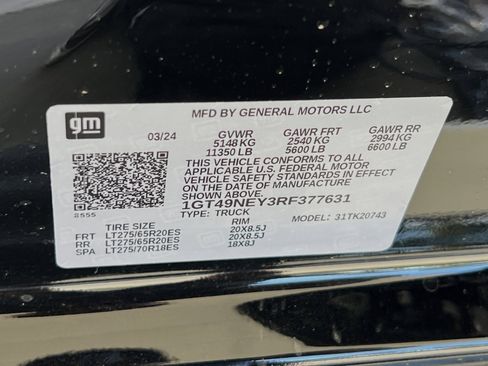 gm
MFD BY GENERAL MOTORS LLC
03/24 GVWR GAWR FRT GAWR RR
5148 KG 2540 KG 2994 KG
11350 LB 5600 LB 6600 LB
THIS VEHICLE CONFORMS TO ALL
APPLICABLE U.S. FEDERAL MOTOR
VEHICLE SAFETY STANDARDS IN
EFFECT ON THE DATE OF MANUFACTURE
SHOWN ABOVE.
1GT49NEY3RF377631
8555 TYPE: TRUCK MODEL: 31TK20743
TIRE SIZE RIM
FRT LT275/65R20ES 20X8.5J
RR LT275/65R20ES 20X8.5J
SPA LT275/70R18ES 18X8J